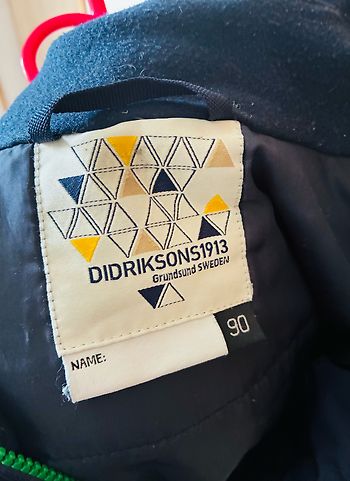 DIDRIKSONS1913
Grundsund SWEDEN
90
NAME: